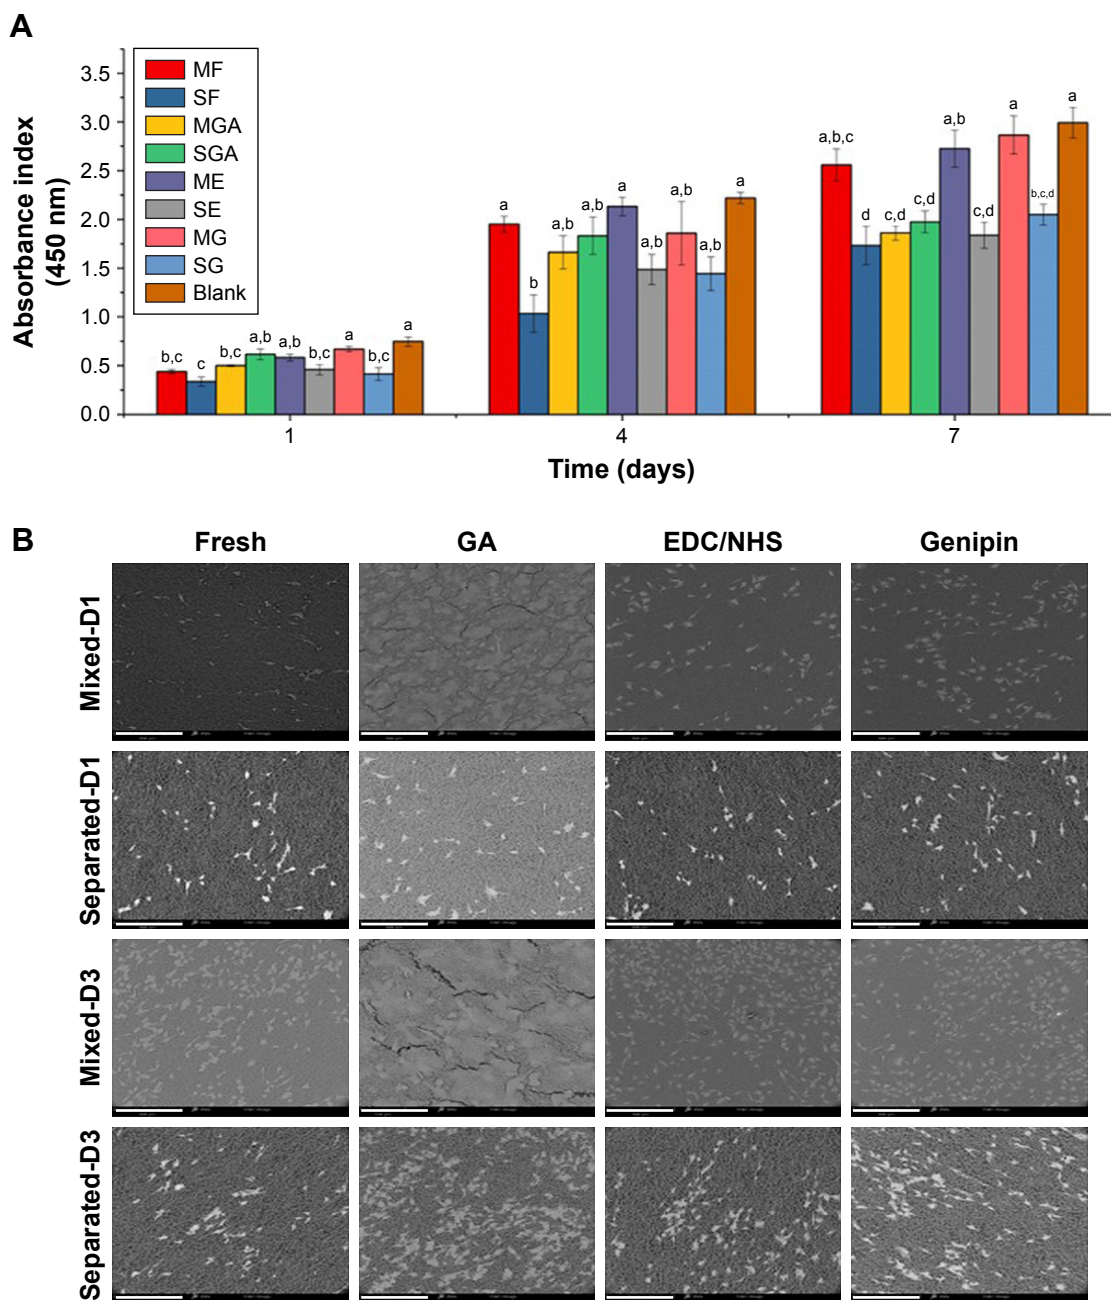 A
Absorbance index
(450 nm)
3.5
3.0
2.5
2.0
1.5
1.0
0.5
0.0
MF
SF
MGA
SGA
ME
SE
MG
SG
Blank
b,c
c
b,c
a,b
a,b
b,c
a
b,c
a
a
b
a,b
a,b
a
a,b
a,b
a,b
a
a,b,c
d
c,d
c,d
a,b
c,d
a
b,c,d
a
1
4
7
Time (days)
B
Fresh
GA
EDC/NHS
Genipin
Mixed-D1
Separated-D1
Mixed-D3
Separated-D3